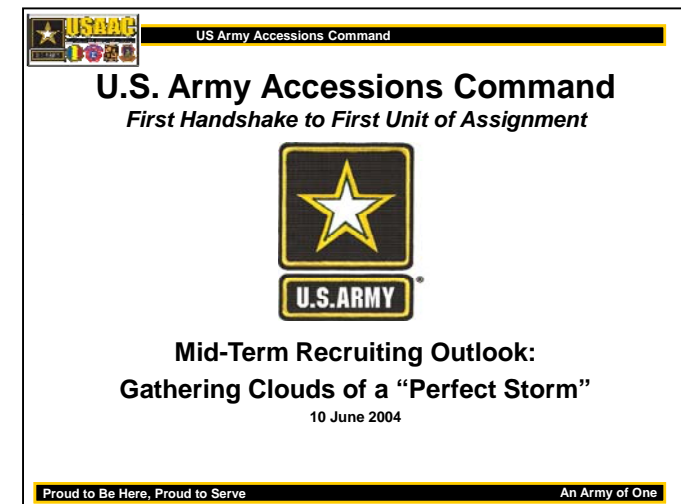 USAAC
US Army Accessions Command
U.S. Army Accessions Command
First Handshake to First Unit of Assignment
U.S.ARMY
®
Mid-Term Recruiting Outlook:
Gathering Clouds of a “Perfect Storm”
10 June 2004
Proud to Be Here, Proud to Serve
An Army of One